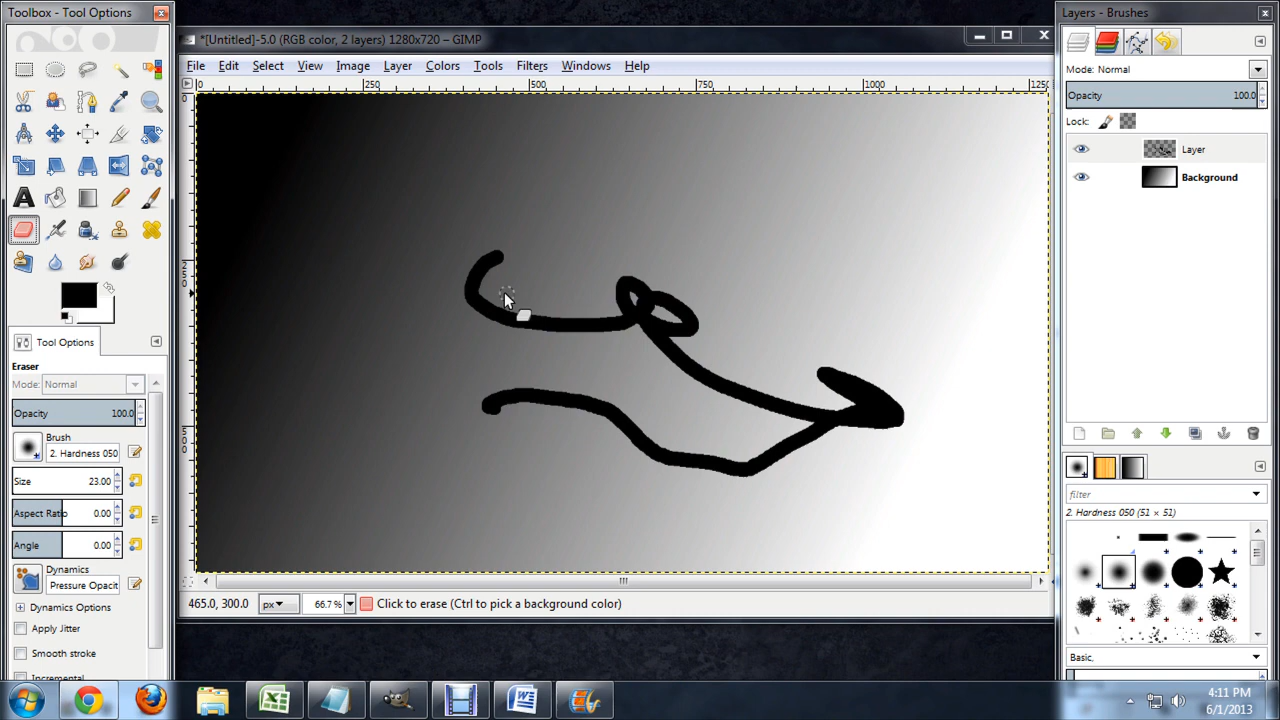 Toolbox - Tool Options
Tool Options
Eraser
Mode: Normal
Opacity 100.0
Brush
2. Hardness 050
Size 23.00
Aspect Ratio 0.00
Angle 0.00
Dynamics
Pressure Opacit
Dynamics Options
Apply Jitter
Smooth stroke
Incremental
*[Untitled]-5.0 (RGB color, 2 layers) 1280x720 – GIMP
File Edit Select View Image Layer Colors Tools Filters Windows Help
0 250 500 750 1000 1250
0
250
500
465.0, 300.0 px 66.7% Click to erase (Ctrl to pick a background color)
Layers - Brushes
Mode: Normal
Opacity 100.0
Lock:
Layer
Background
filter
2. Hardness 050 (51 × 51)
Basic,
4:11 PM
6/1/2013